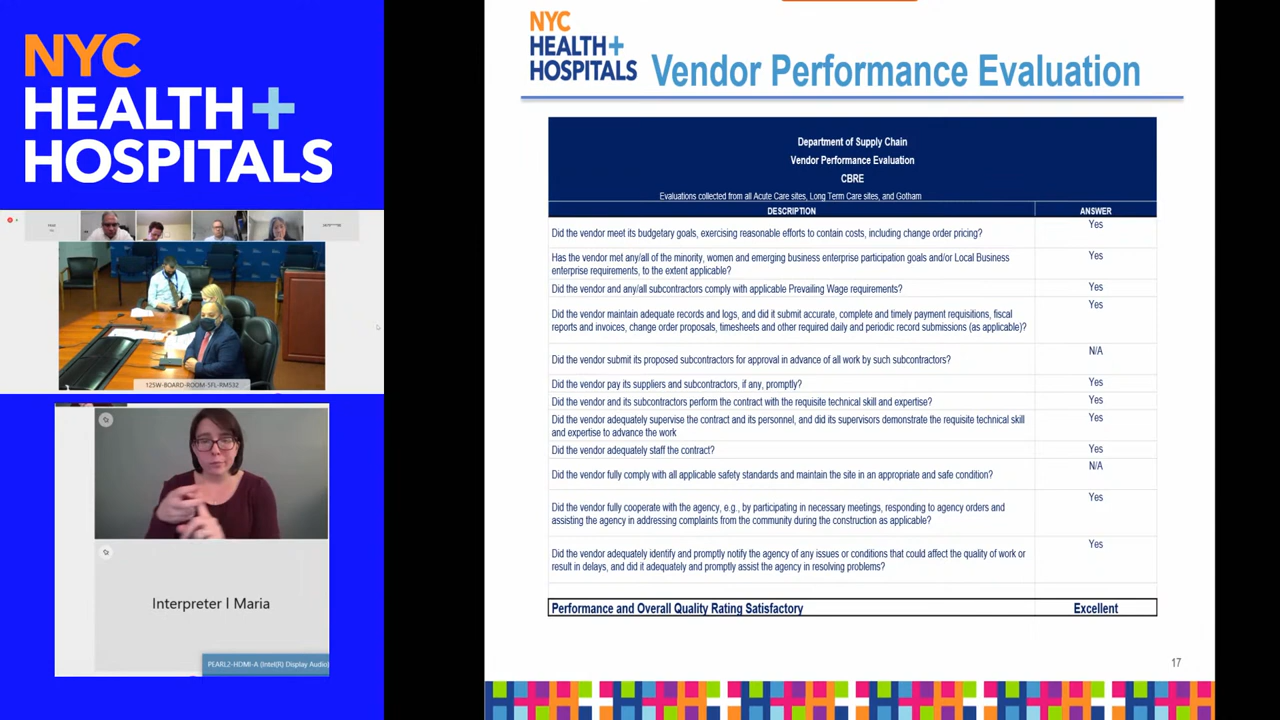 NYC
HEALTH+
HOSPITALS
125W-BOARD-ROOM-5FL-RM532
Interpreter I Maria
PEARL2-HDMI-A (Intel(R) Display Audio)
NYC
HEALTH+
HOSPITALS
Vendor Performance Evaluation
Department of Supply Chain
Vendor Performance Evaluation
CBRE
Evaluations collected from all Acute Care sites, Long Term Care sites, and Gotham
DESCRIPTION ANSWER
Did the vendor meet its budgetary goals, exercising reasonable efforts to contain costs, including change order pricing? Yes
Has the vendor met any/all of the minority, women and emerging business enterprise participation goals and/or Local Business Yes
enterprise requirements, to the extent applicable?
Did the vendor and any/all subcontractors comply with applicable Prevailing Wage requirements? Yes
Did the vendor maintain adequate records and logs, and did it submit accurate, complete and timely payment requisitions, fiscal Yes
reports and invoices, change order proposals, timesheets and other required daily and periodic record submissions (as applicable)?
Did the vendor submit its proposed subcontractors for approval in advance of all work by such subcontractors? N/A
Did the vendor pay its suppliers and subcontractors, if any, promptly? Yes
Did the vendor and its subcontractors perform the contract with the requisite technical skill and expertise? Yes
Did the vendor adequately supervise the contract and its personnel, and did its supervisors demonstrate the requisite technical skill Yes
and expertise to advance the work
Did the vendor adequately staff the contract? Yes
Did the vendor fully comply with all applicable safety standards and maintain the site in an appropriate and safe condition? N/A
Did the vendor fully cooperate with the agency, e.g., by participating in necessary meetings, responding to agency orders and Yes
assisting the agency in addressing complaints from the community during the construction as applicable?
Did the vendor adequately identify and promptly notify the agency of any issues or conditions that could affect the quality of work or Yes
result in delays, and did it adequately and promptly assist the agency in resolving problems?
Performance and Overall Quality Rating Satisfactory Excellent
17